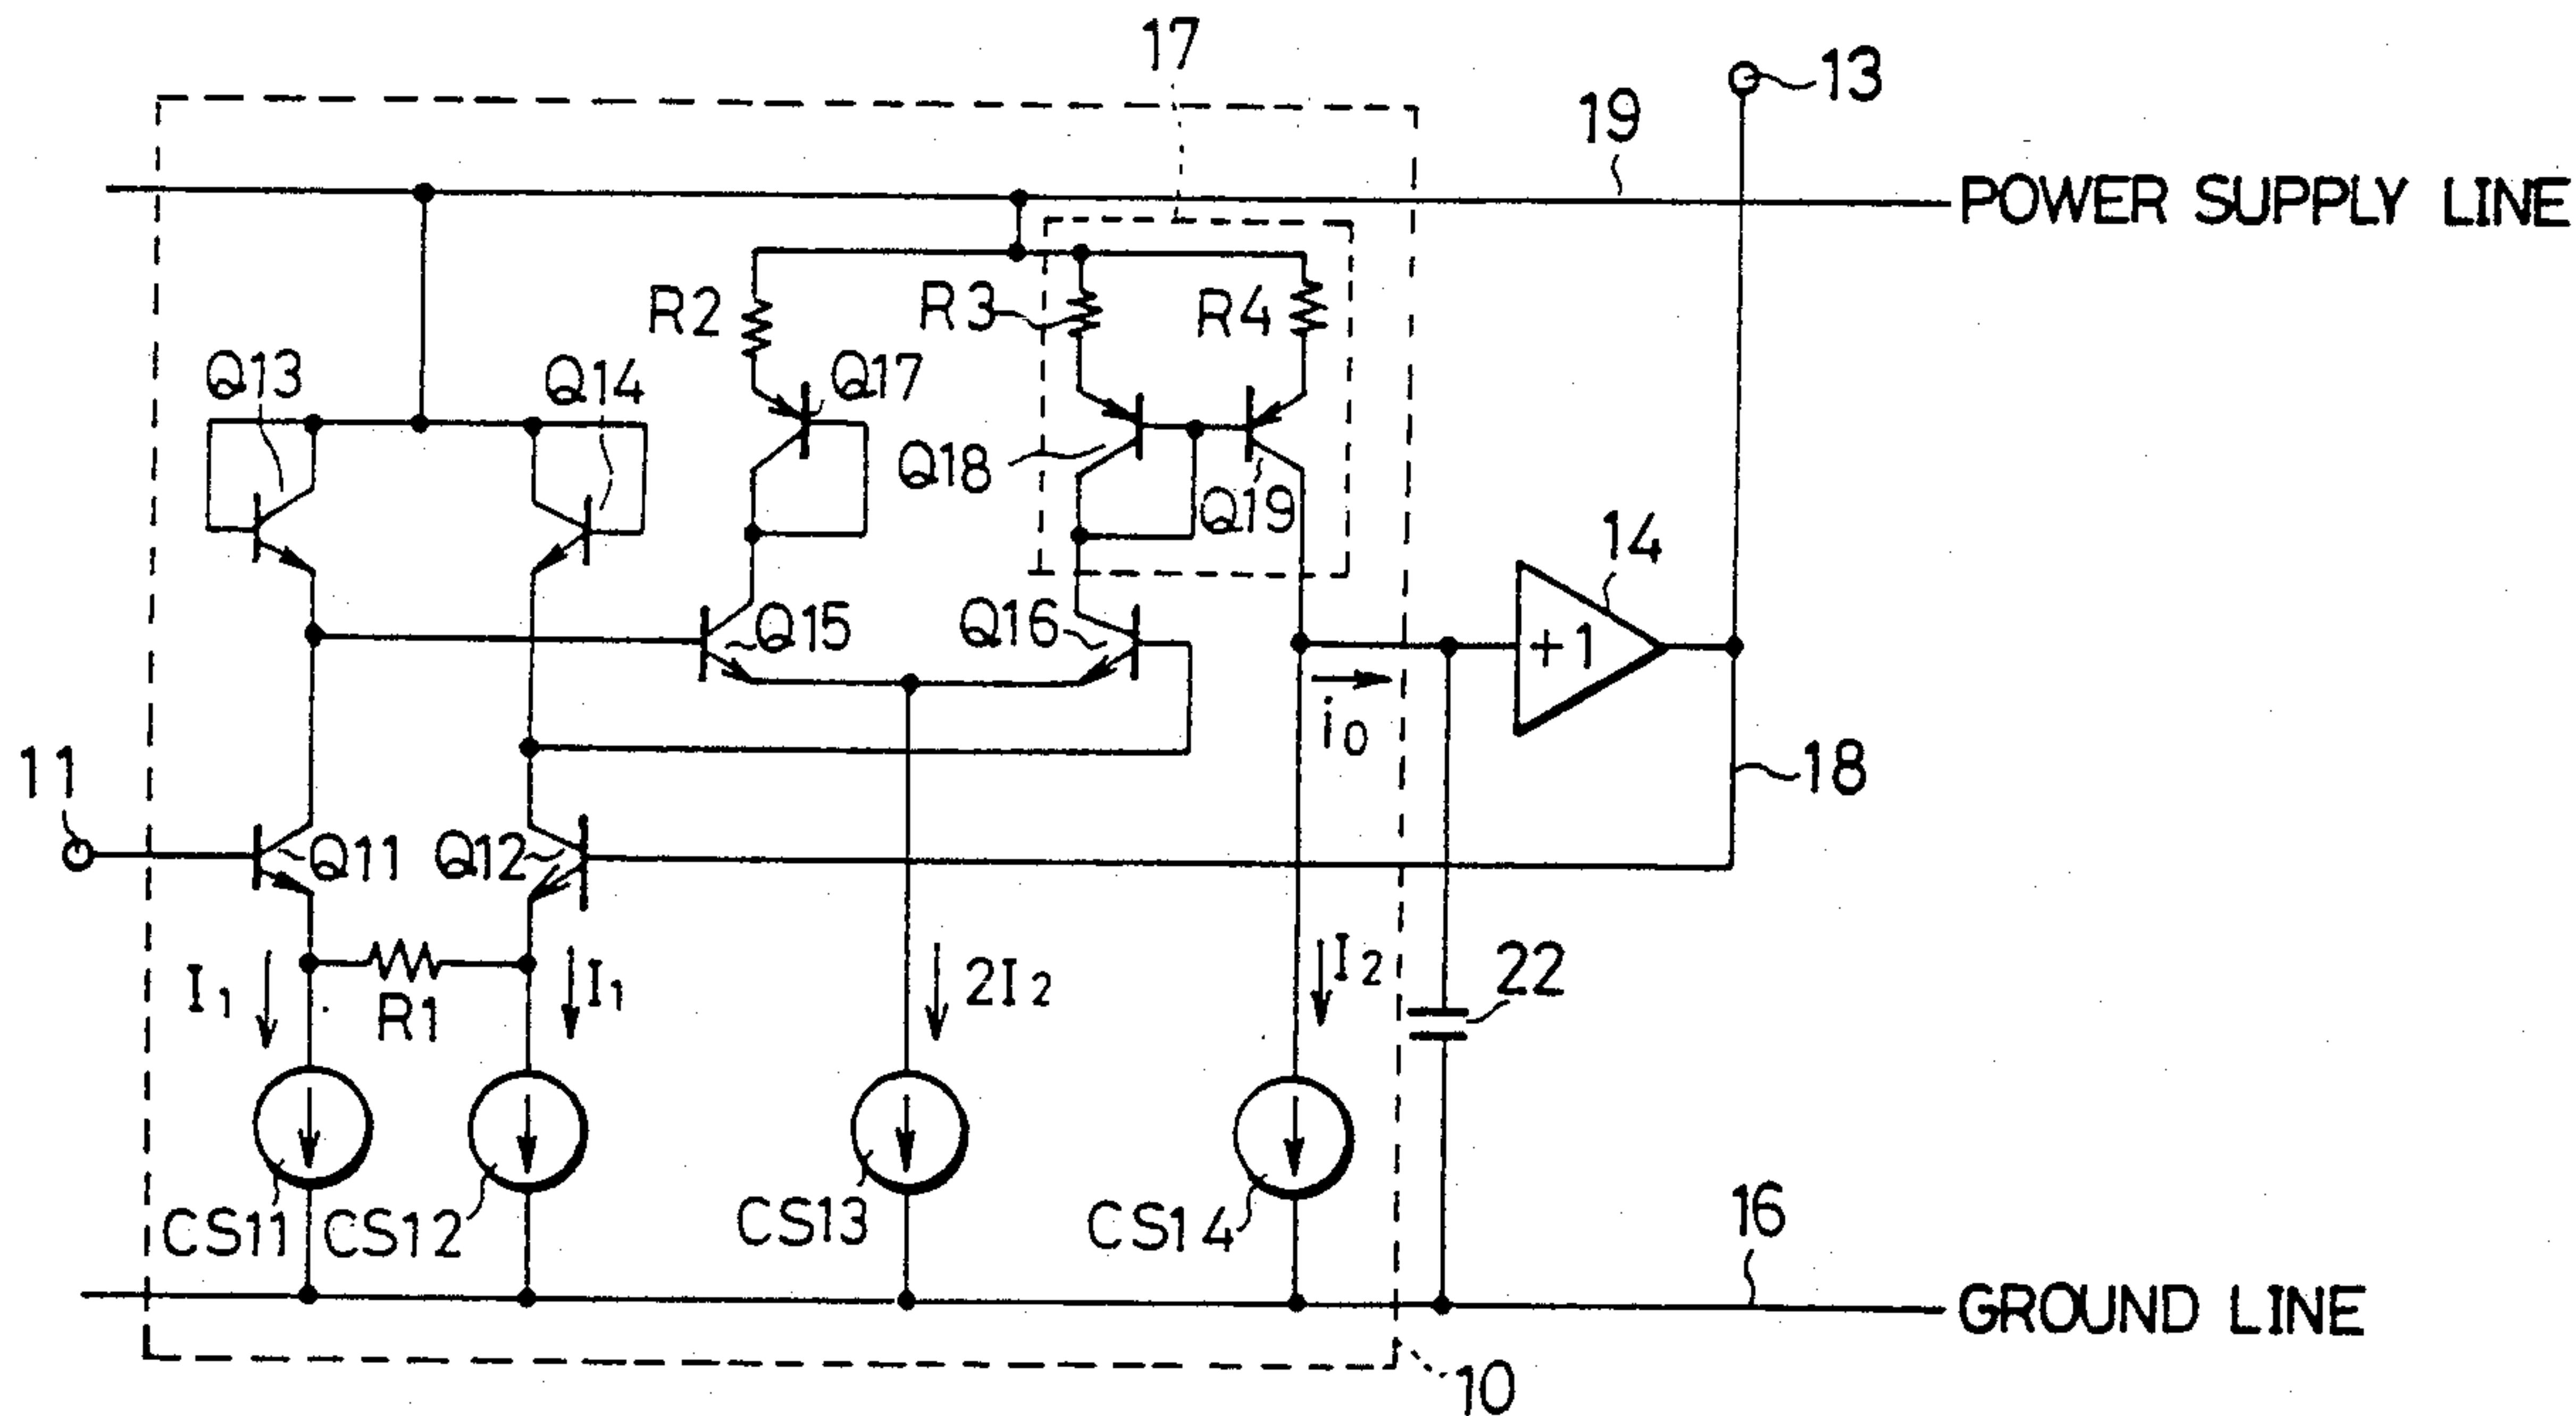 17
13
19
POWER SUPPLY LINE
R2
R3
R4
Q13
Q14
Q17
Q18
Q19
14
+1
Q15
Q16
i0
11
18
Q11
Q12
I1
R1
I1
2I2
I2
22
CS11
CS12
CS13
CS14
16
GROUND LINE
10